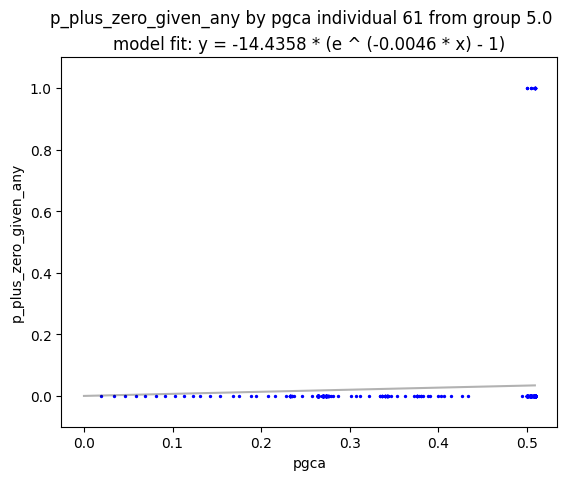 p_plus_zero_given_any by pgca individual 61 from group 5.0
model fit: y = -14.4358 * (e ^ (-0.0046 * x) - 1)
1.0
0.8
0.6
0.4
0.2
0.0
p_plus_zero_given_any
0.0 0.1 0.2 0.3 0.4 0.5
pgca